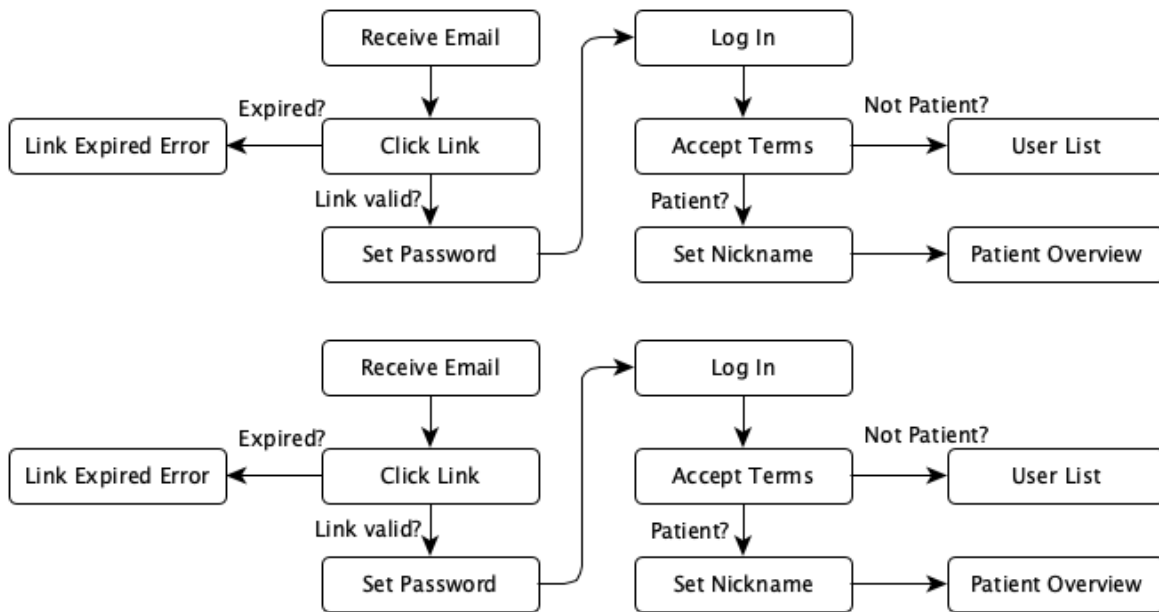 Receive Email
Log In
Expired?
Not Patient?
Link Expired Error
Click Link
Accept Terms
User List
Link valid?
Patient?
Set Password
Set Nickname
Patient Overview
Receive Email
Log In
Expired?
Not Patient?
Link Expired Error
Click Link
Accept Terms
User List
Link valid?
Patient?
Set Password
Set Nickname
Patient Overview